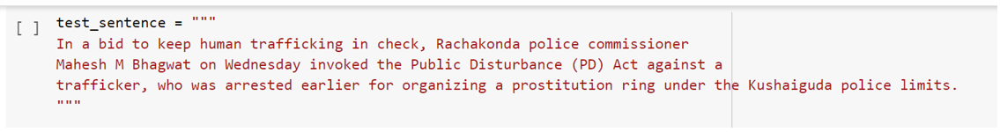 [ ] test_sentence = """
In a bid to keep human trafficking in check, Rachakonda police commissioner
Mahesh M Bhagwat on Wednesday invoked the Public Disturbance (PD) Act against a
trafficker, who was arrested earlier for organizing a prostitution ring under the Kushaiguda police limits.
"""